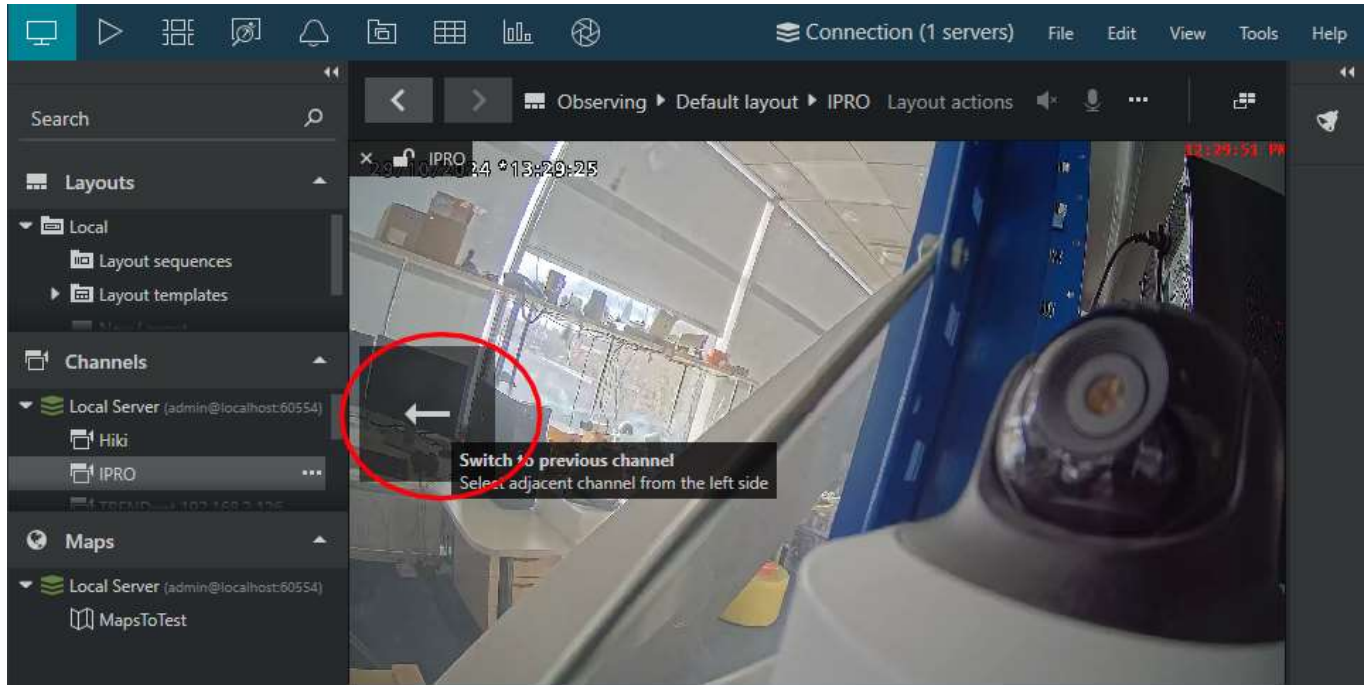 Connection (1 servers) File Edit View Tools Help
Search
Observing Default layout IPRO Layout actions
IPRO
*13:29:25
Layouts
Local
Layout sequences
Layout templates
Channels
Local Server (admin@localhost:60554)
Hiki
IPRO
Switch to previous channel
Select adjacent channel from the left side
Maps
Local Server (admin@localhost:60554)
MapsToTest